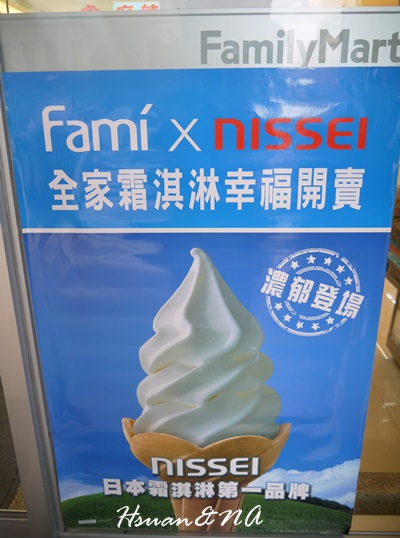 FamilyMart
Famí X NISSEI
全家霜淇淋幸福開賣
濃郁登場
NISSEI
日本霜淇淋第一品牌
Hsuan&NA